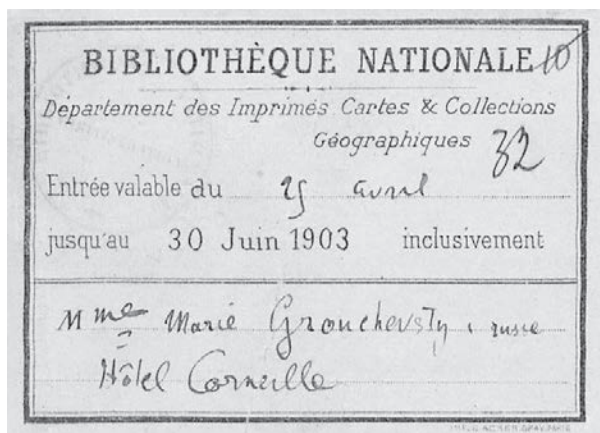 BIBLIOTHÈQUE NATIONALE 10
Département des Imprimés Cartes & Collections
Géographiques 32
Entrée valable du 25 avril
jusqu'au 30 Juin 1903 inclusivement
Mme Marie Grouchevsky, russe
Hôtel Corneille